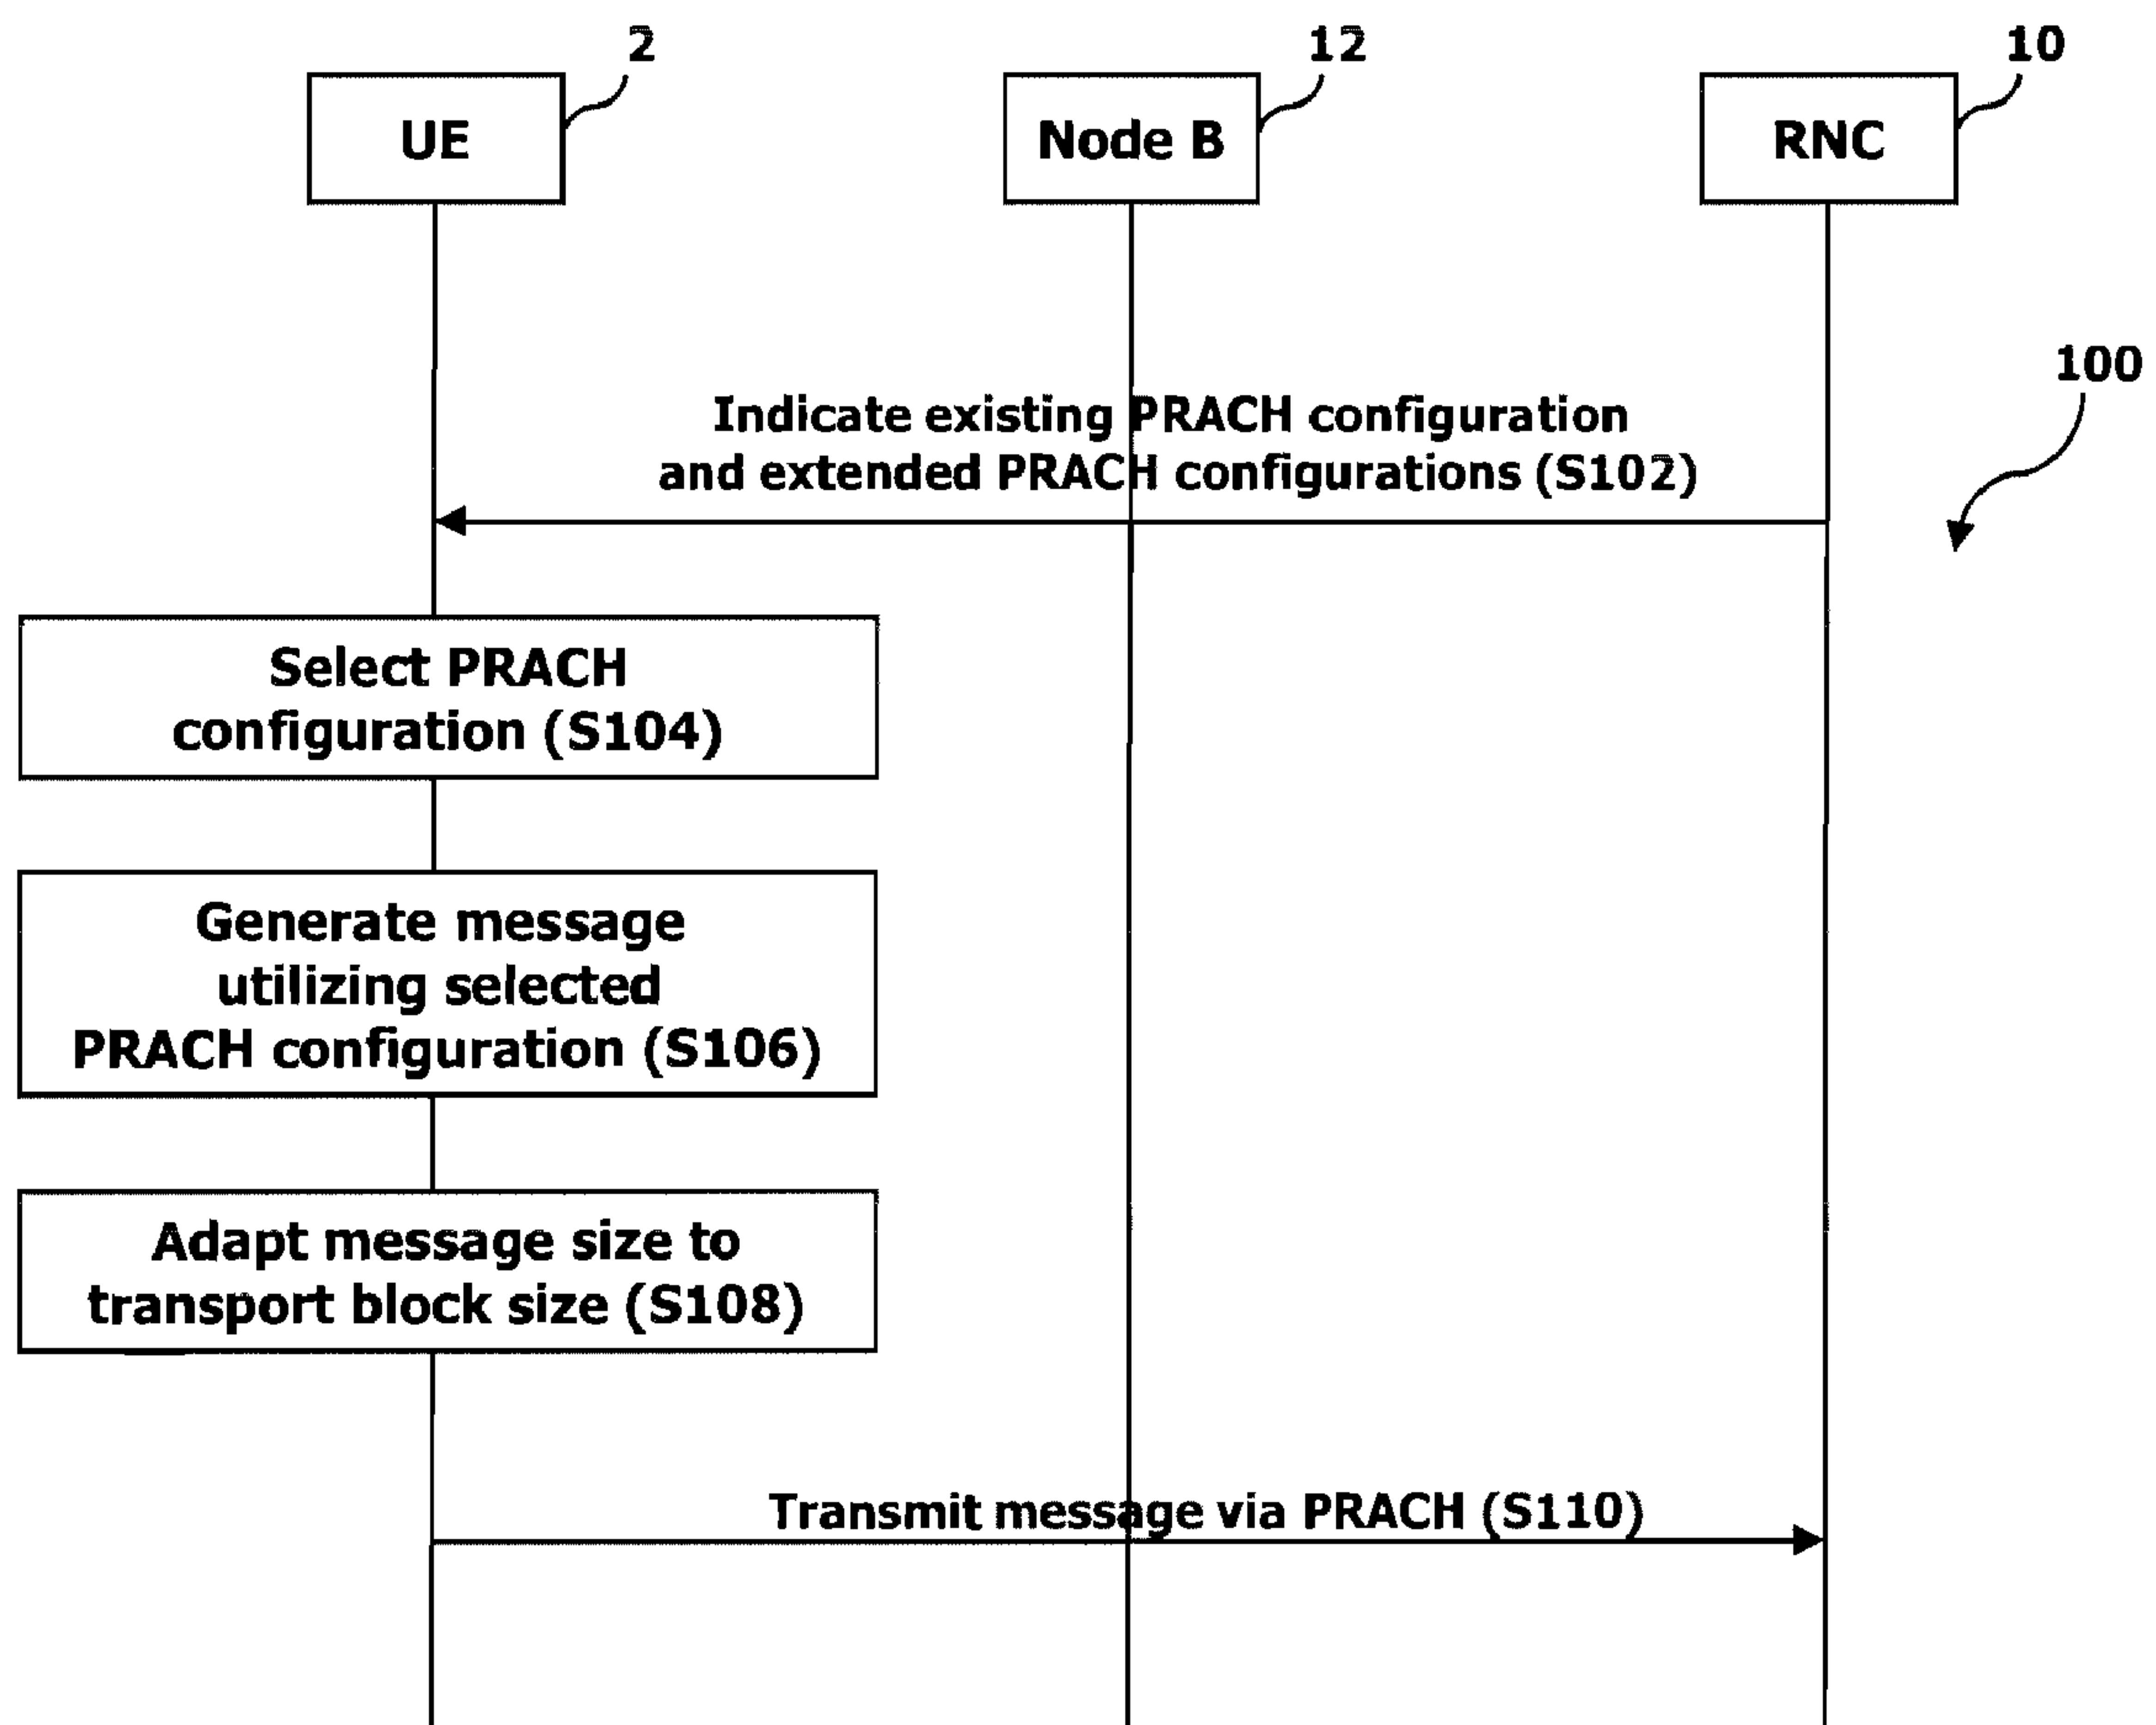 2
12
10
UE
Node B
RNC
100
Indicate existing PRACH configuration
and extended PRACH configurations (S102)
Select PRACH
configuration (S104)
Generate message
utilizing selected
PRACH configuration (S106)
Adapt message size to
transport block size (S108)
Transmit message via PRACH (S110)